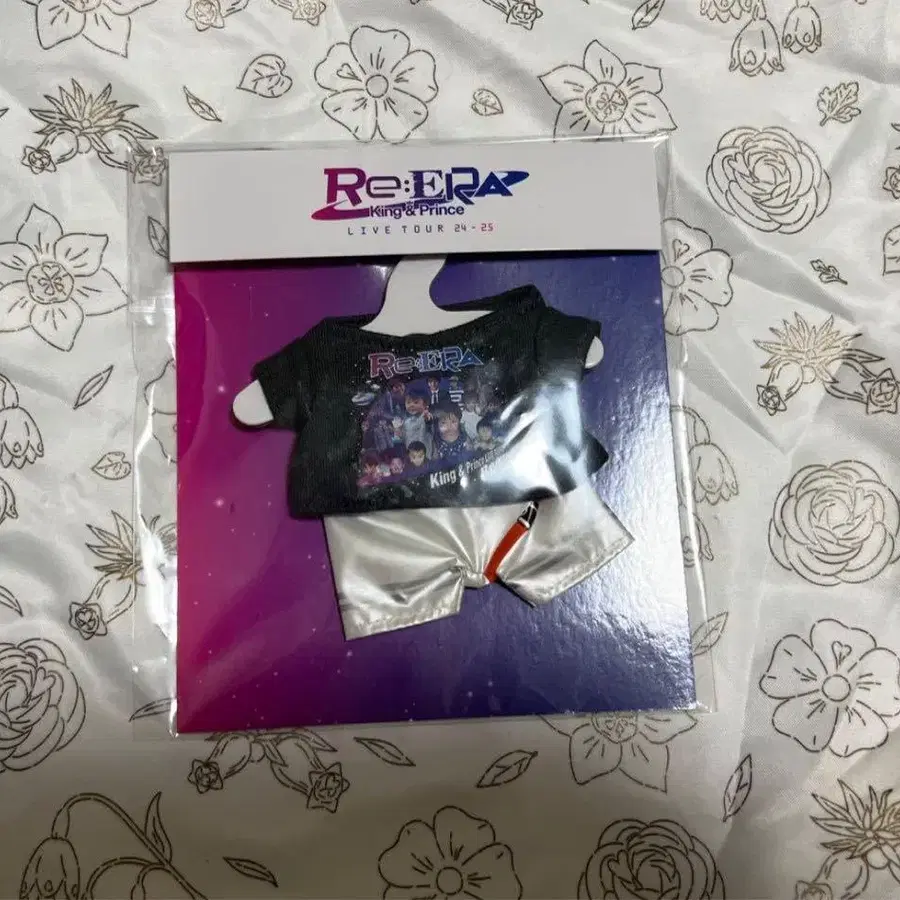 Re:ERA
King & Prince
LIVE TOUR 24-25
Re:ERA
King & Prince